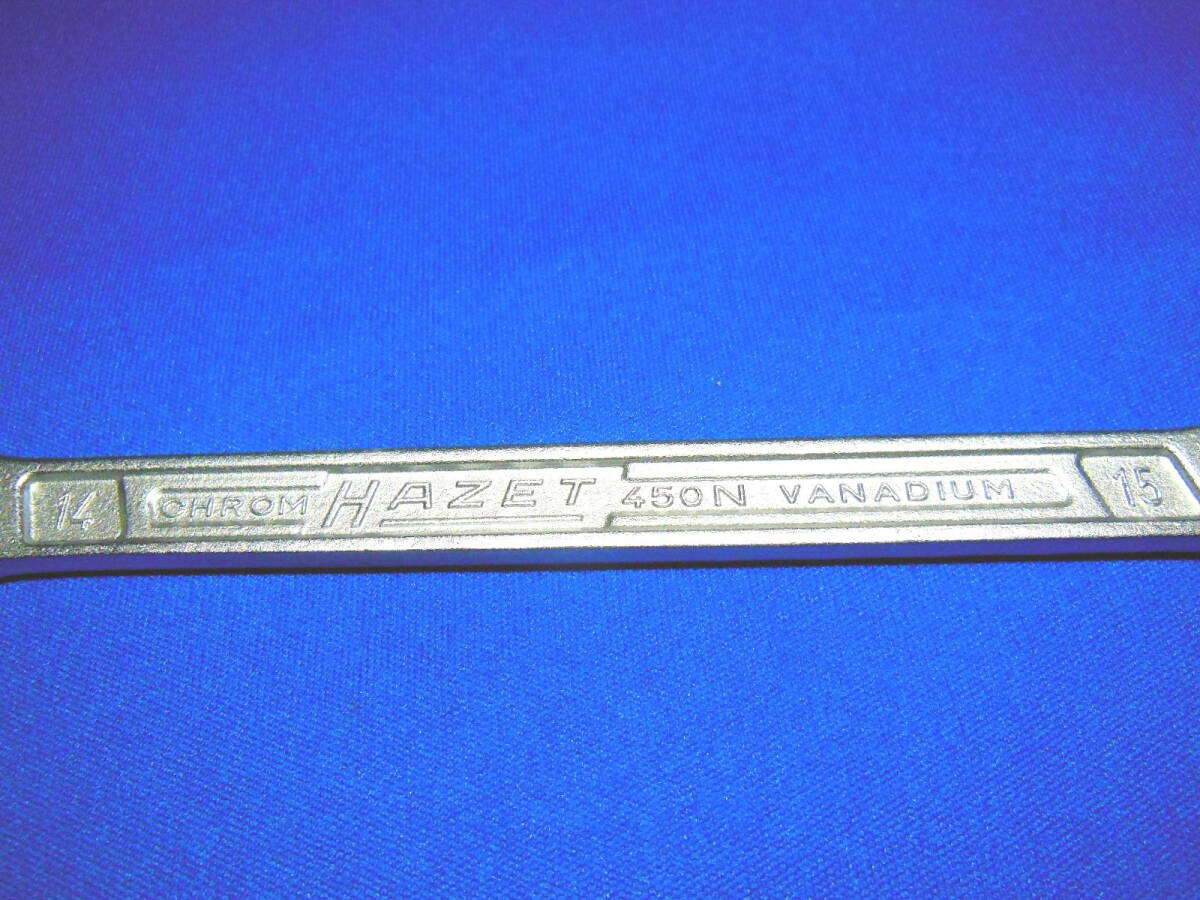 14 CHROM HAZET 450N VANADIUM 15